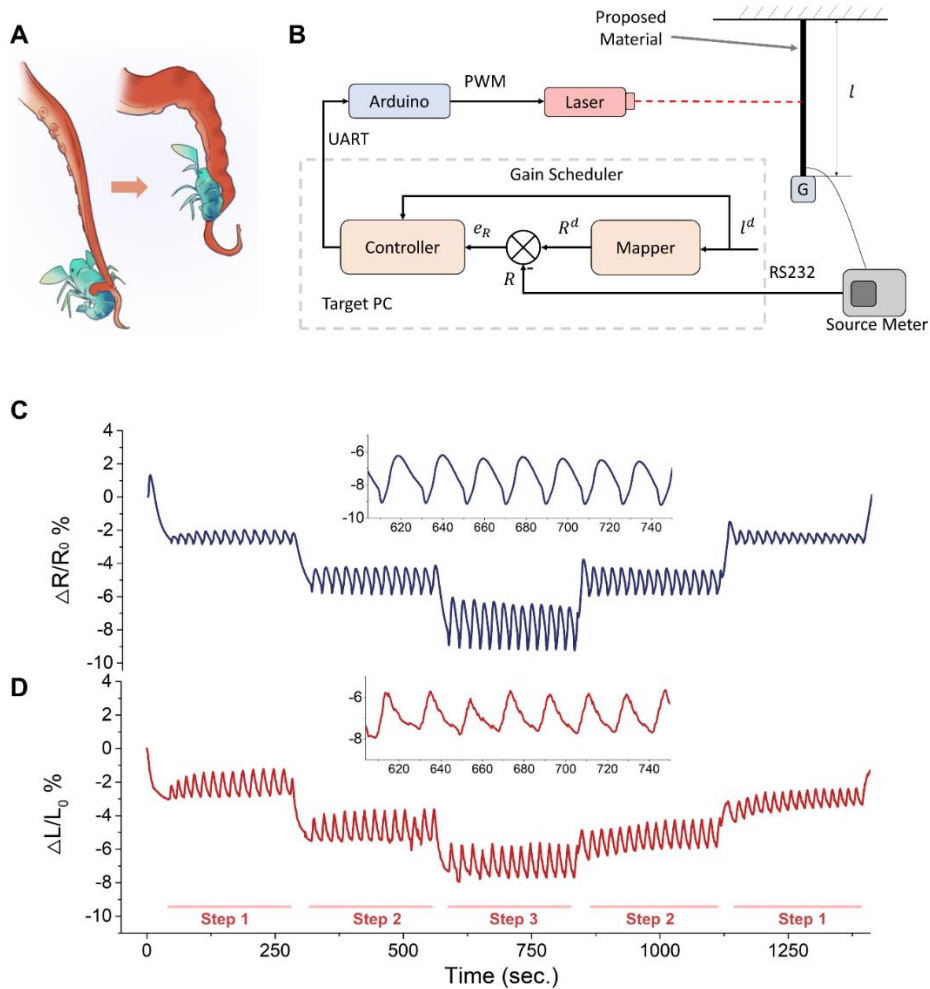 A
B
Proposed
Material
PWM
Arduino
Laser
l
UART
Gain Scheduler
G
e_R
R^d
l^d
Controller
Mapper
R
-
RS232
Target PC
Source Meter
C
4
2
0
-2
-4
-6
-8
-10
△R/R₀ %
-6
-8
-10
620 640 660 680 700 720 740
D
4
2
0
-2
-4
-6
-8
-10
△L/L₀ %
-6
-8
620 640 660 680 700 720 740
Step 1 Step 2 Step 3 Step 2 Step 1
0 250 500 750 1000 1250
Time (sec.)